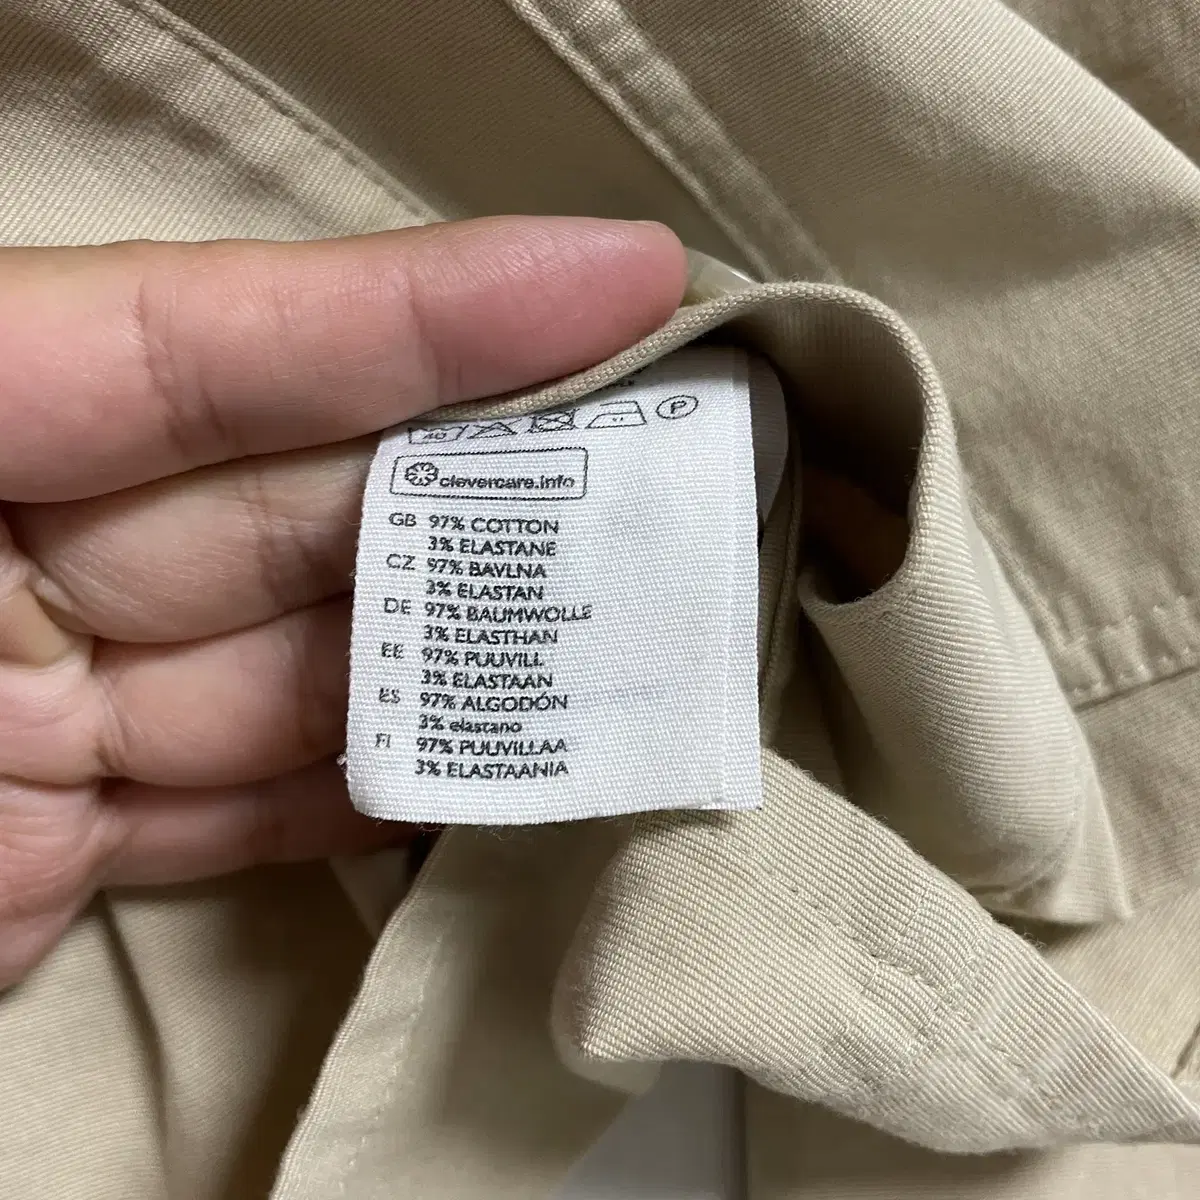 40 P
clevercare.info
GB 97% COTTON
3% ELASTANE
CZ 97% BAVLNA
3% ELASTAN
DE 97% BAUMWOLLE
3% ELASTHAN
EE 97% PUUVILL
3% ELASTAAN
ES 97% ALGODÓN
3% elastano
FI 97% PUUVILLAA
3% ELASTAANIA